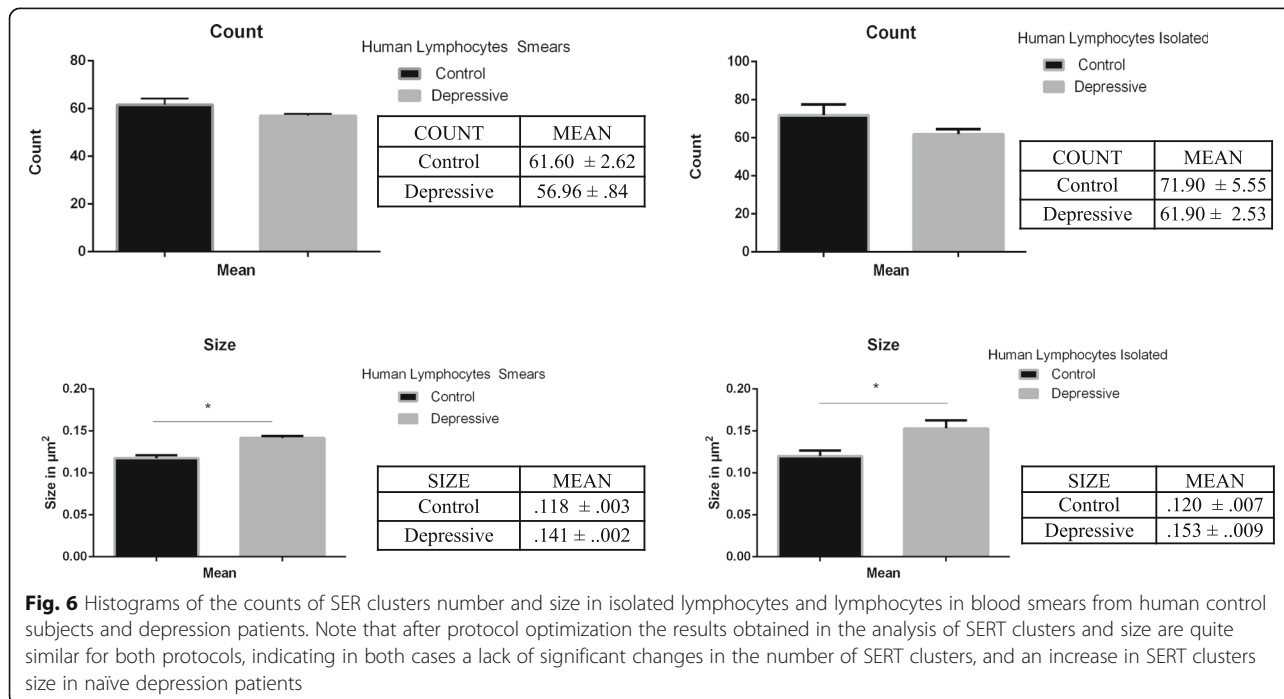 Count
Human Lymphocytes Smears
Control
Depressive
80
60
40
20
0
Count
Mean
COUNT MEAN
Control 61.60 ± 2.62
Depressive 56.96 ± .84
Count
Human Lymphocytes Isolated
Control
Depressive
100
80
60
40
20
0
Count
Mean
COUNT MEAN
Control 71.90 ± 5.55
Depressive 61.90 ± 2.53
Size
Human Lymphocytes Smears
Control
Depressive
0.20
0.15
0.10
0.05
0.00
Size in µm²
*
Mean
SIZE MEAN
Control .118 ± .003
Depressive .141 ± ..002
Size
Human Lymphocytes Isolated
Control
Depressive
0.20
0.15
0.10
0.05
0.00
Size in µm²
*
Mean
SIZE MEAN
Control .120 ± .007
Depressive .153 ± ..009
Fig. 6 Histograms of the counts of SER clusters number and size in isolated lymphocytes and lymphocytes in blood smears from human control
subjects and depression patients. Note that after protocol optimization the results obtained in the analysis of SERT clusters and size are quite
similar for both protocols, indicating in both cases a lack of significant changes in the number of SERT clusters, and an increase in SERT clusters
size in naïve depression patients